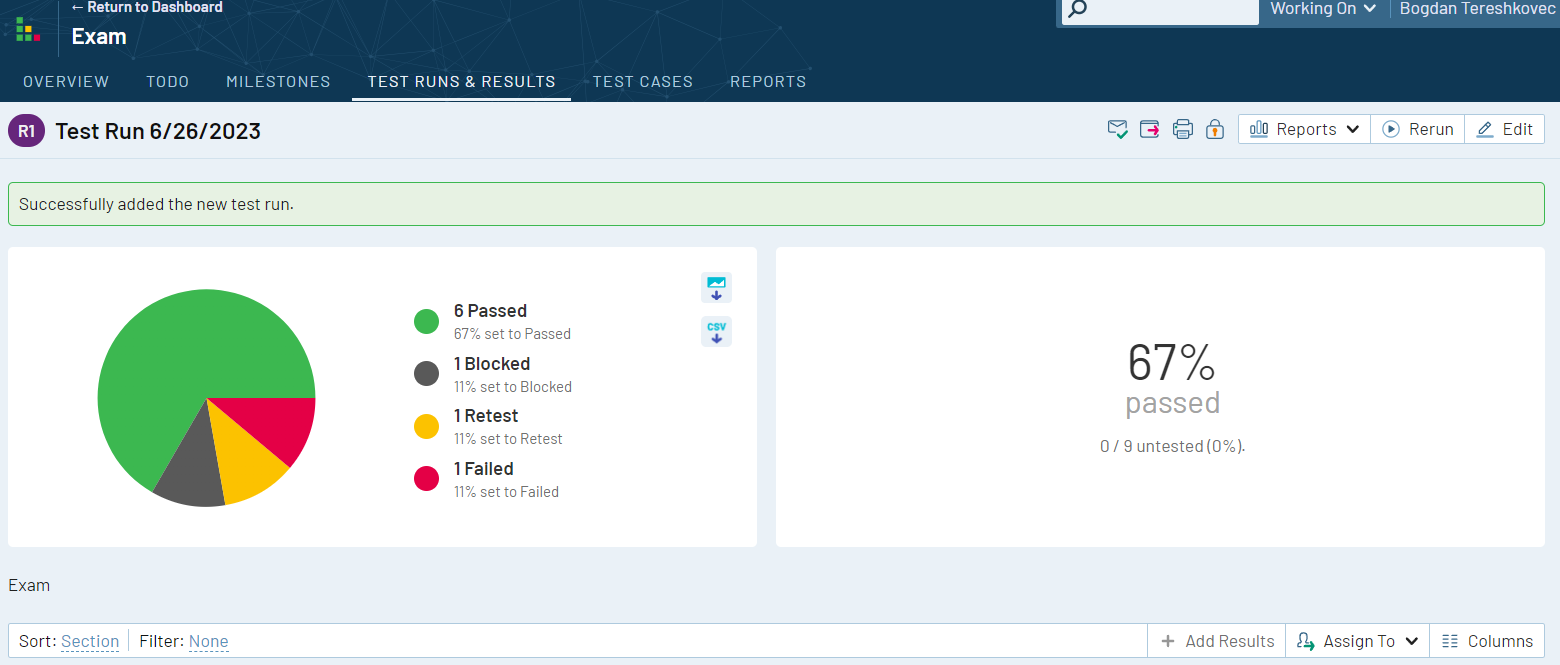 ← Return to Dashboard
Exam
Working On
Bogdan Tereshkovec
OVERVIEW TODO MILESTONES TEST RUNS & RESULTS TEST CASES REPORTS
R1 Test Run 6/26/2023
Reports Rerun Edit
Successfully added the new test run.
6 Passed
67% set to Passed
1 Blocked
11% set to Blocked
1 Retest
11% set to Retest
1 Failed
11% set to Failed
CSV
67%
passed
0 / 9 untested (0%).
Exam
Sort: Section Filter: None + Add Results Assign To Columns